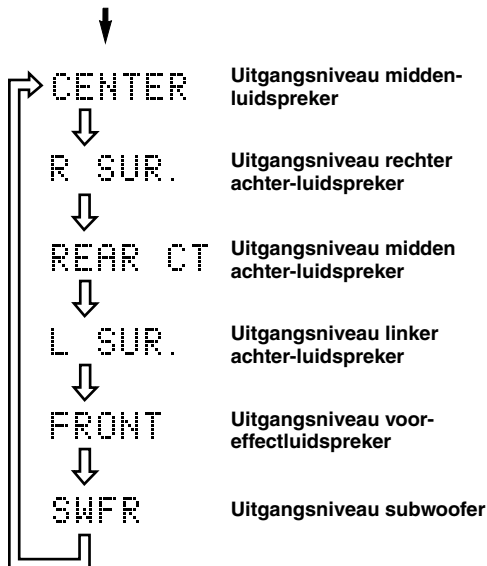 CENTER
Uitgangsniveau midden-
luidspreker
R SUR.
Uitgangsniveau rechter
achter-luidspreker
REAR CT
Uitgangsniveau midden
achter-luidspreker
L SUR.
Uitgangsniveau linker
achter-luidspreker
FRONT
Uitgangsniveau voor-
effectluidspreker
SWFR
Uitgangsniveau subwoofer